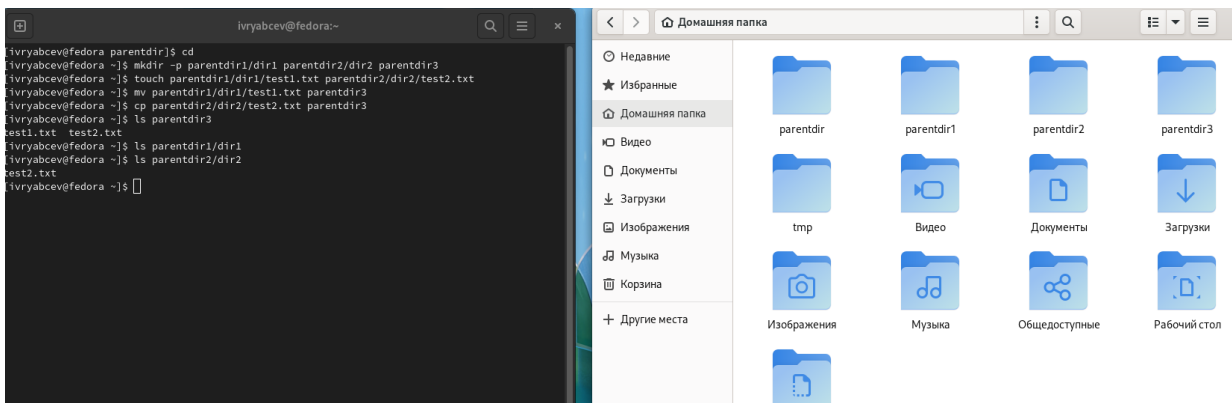 ivryabcev@fedora:~
[ivryabcev@fedora parentdir]$ cd
[ivryabcev@fedora ~]$ mkdir -p parentdir1/dir1 parentdir2/dir2 parentdir3
[ivryabcev@fedora ~]$ touch parentdir1/dir1/test1.txt parentdir2/dir2/test2.txt
[ivryabcev@fedora ~]$ mv parentdir1/dir1/test1.txt parentdir3
[ivryabcev@fedora ~]$ cp parentdir2/dir2/test2.txt parentdir3
[ivryabcev@fedora ~]$ ls parentdir3
test1.txt  test2.txt
[ivryabcev@fedora ~]$ ls parentdir1/dir1
[ivryabcev@fedora ~]$ ls parentdir2/dir2
test2.txt
[ivryabcev@fedora ~]$
Домашняя папка
Недавние
Избранные
Домашняя папка
Видео
Документы
Загрузки
Изображения
Музыка
Корзина
+ Другие места
parentdir parentdir1 parentdir2 parentdir3
tmp Видео Документы Загрузки
Изображения Музыка Общедоступные Рабочий стол